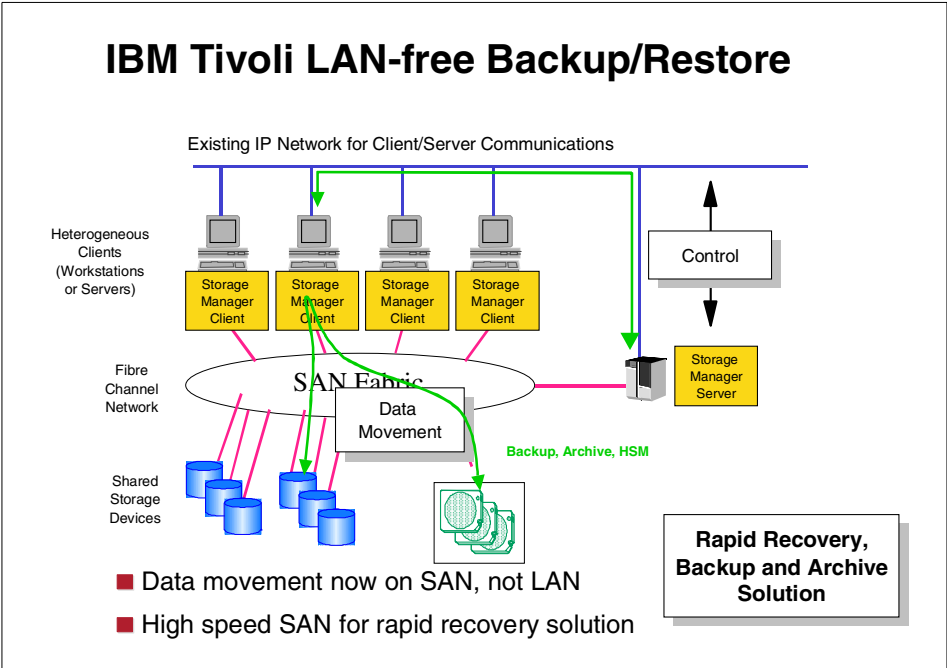 IBM Tivoli LAN-free Backup/Restore
Existing IP Network for Client/Server Communications
Heterogeneous
Clients
(Workstations
or Servers)
Control
Storage
Manager
Client
Storage
Manager
Client
Storage
Manager
Client
Storage
Manager
Client
Storage
Manager
Server
Fibre
Channel
Network
SAN Fabric
Data
Movement
Backup, Archive, HSM
Shared
Storage
Devices
Rapid Recovery,
Backup and Archive
Solution
Data movement now on SAN, not LAN
High speed SAN for rapid recovery solution